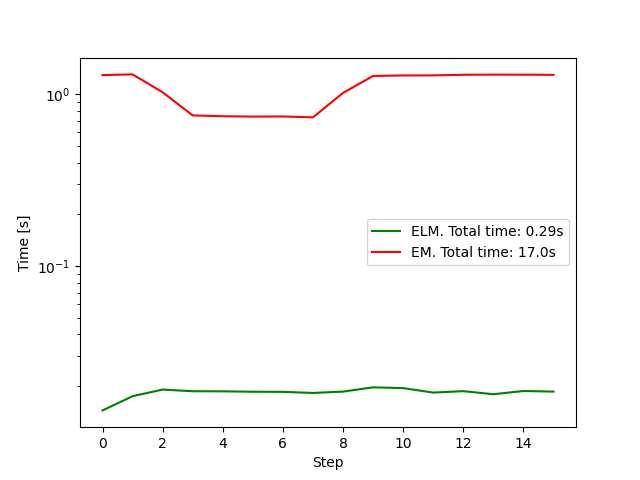 10⁰
10⁻¹
Time [s]
ELM. Total time: 0.29s
EM. Total time: 17.0s
0 2 4 6 8 10 12 14
Step